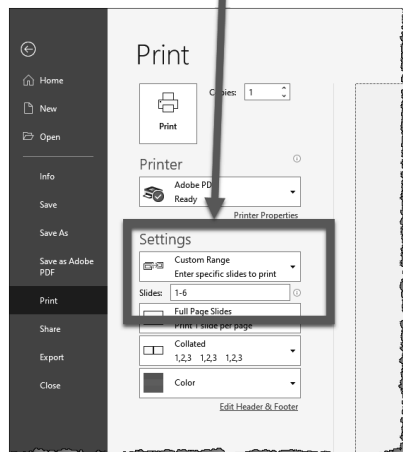 Print
Home
New
Open
Info
Save
Save As
Save as Adobe
PDF
Print
Share
Export
Close
Copies: 1
Print
Printer
Adobe PDF
Ready
Printer Properties
Settings
Custom Range
Enter specific slides to print
Slides: 1-6
Full Page Slides
Print 1 slide per page
Collated
1,2,3 1,2,3 1,2,3
Color
Edit Header & Footer